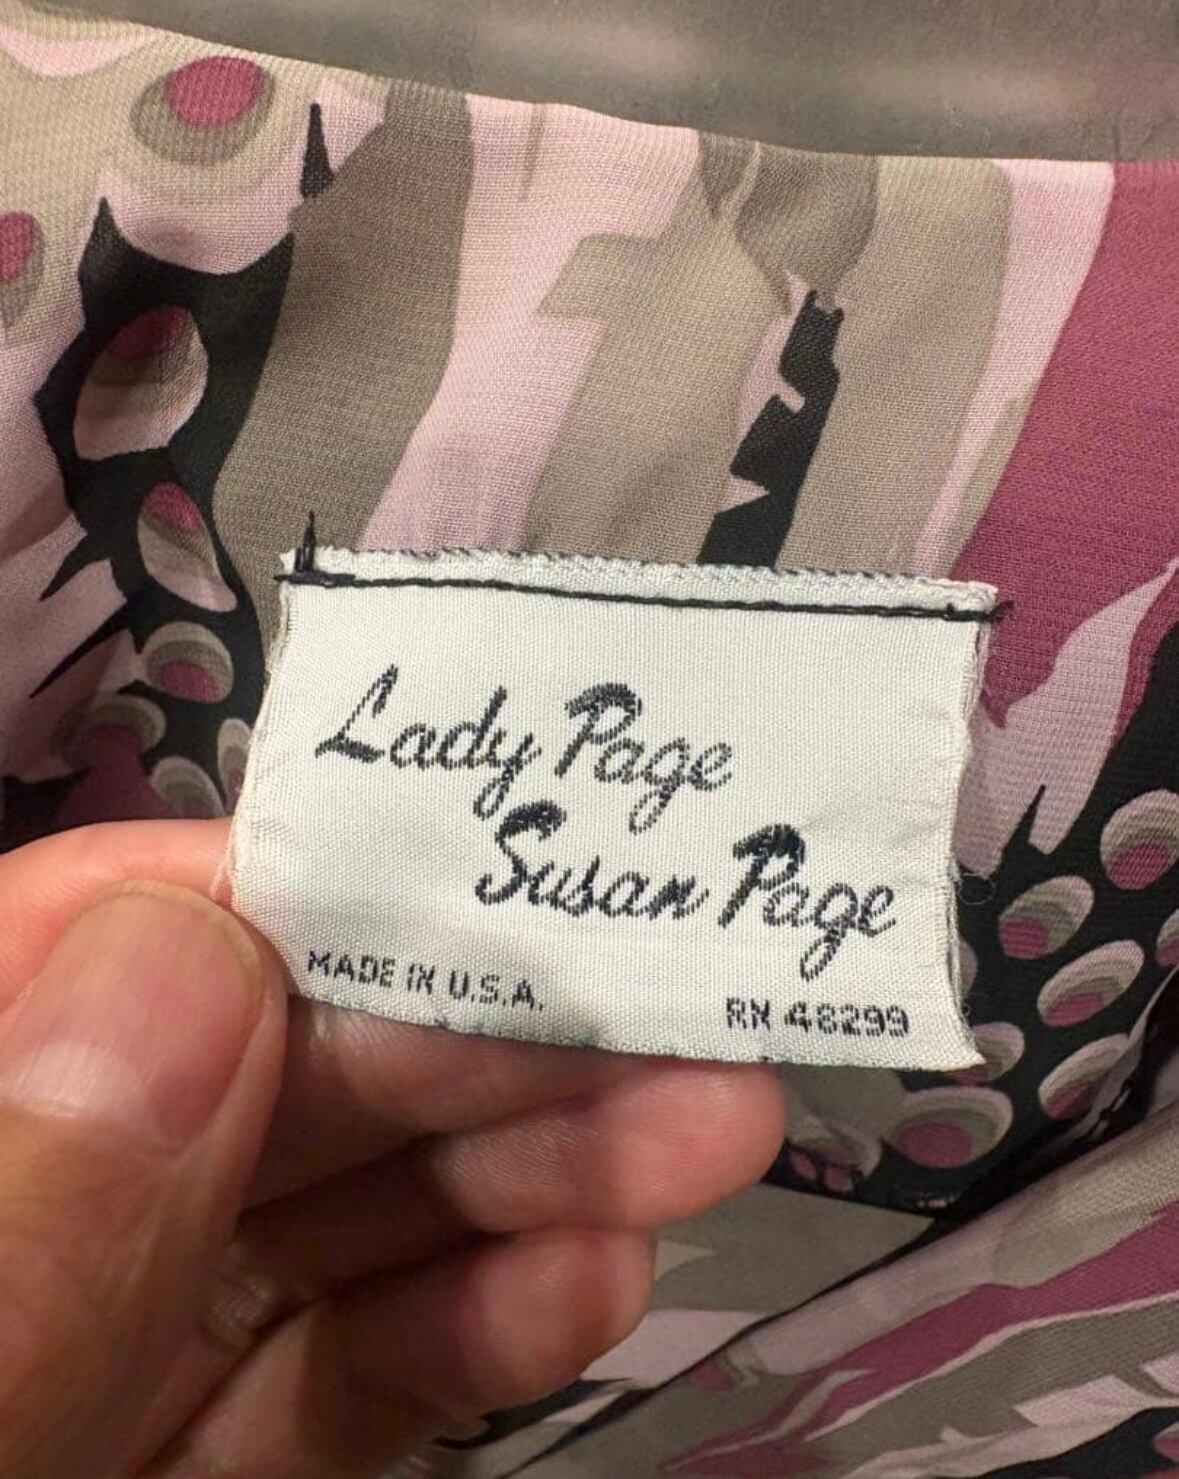 Lady Page
Susan Page
MADE IN U.S.A.
RN 48299